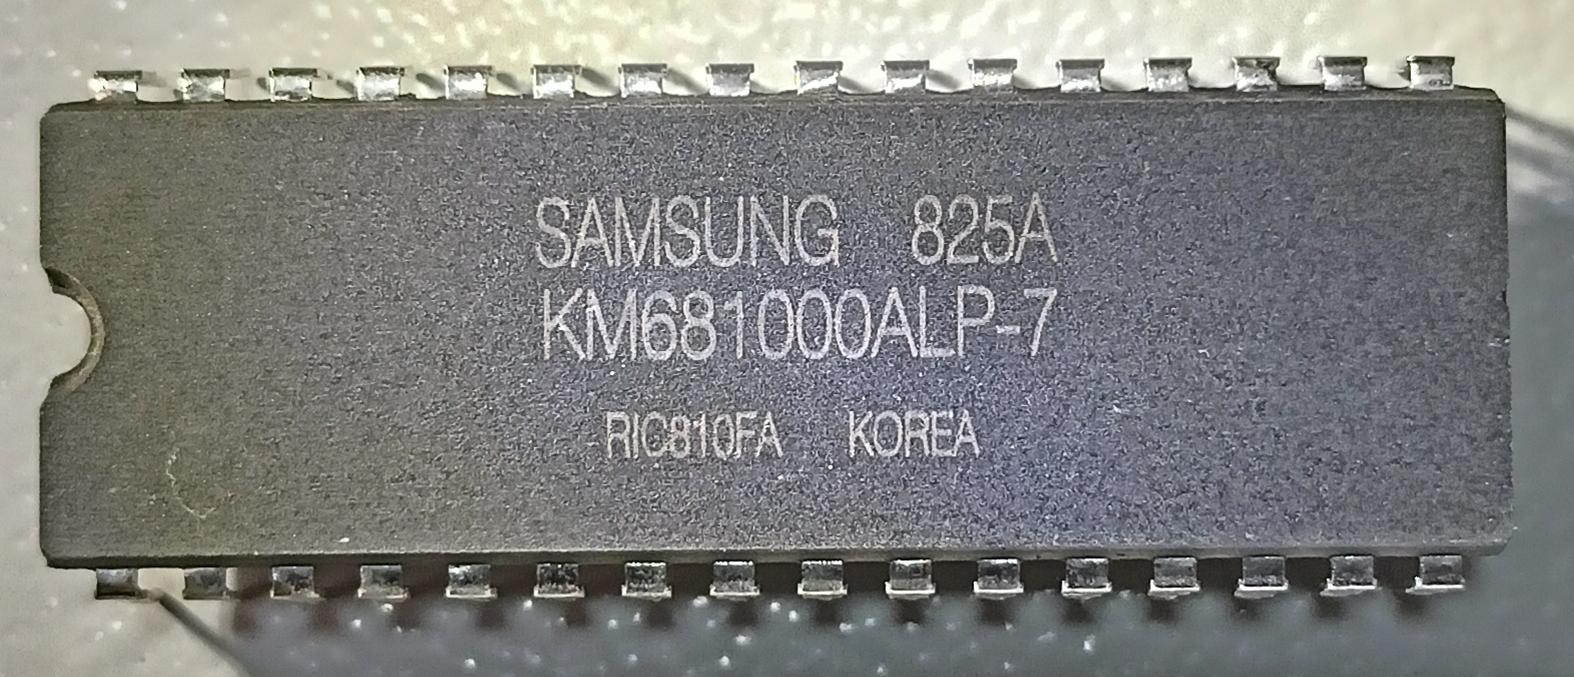 SAMSUNG 825A
KM681000ALP-7
RIC810FA KOREA